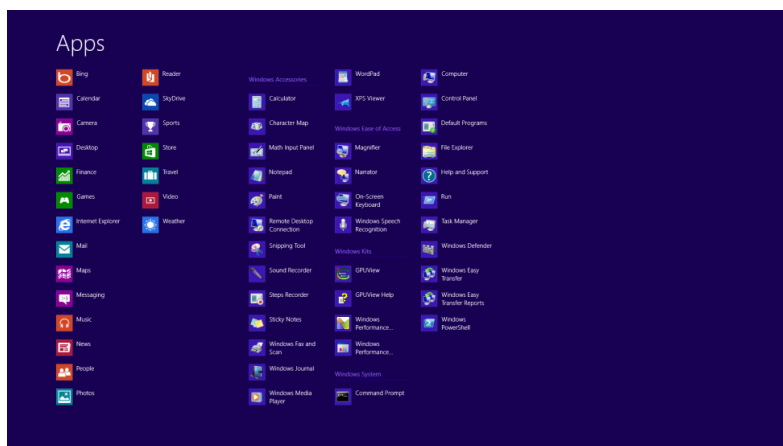 Apps
Bing
Calendar
Camera
Desktop
Finance
Games
Internet Explorer
Mail
Maps
Messaging
Music
News
People
Photos
Reader
SkyDrive
Sports
Store
Travel
Video
Weather
Windows Accessories
Calculator
Character Map
Math Input Panel
Notepad
Paint
Remote Desktop
Connection
Snipping Tool
Sound Recorder
Steps Recorder
Sticky Notes
Windows Fax and
Scan
Windows Journal
Windows Media
Player
WordPad
XPS Viewer
Windows Ease of Access
Magnifier
Narrator
On-Screen
Keyboard
Windows Speech
Recognition
Windows Kits
GPUView
GPUView Help
Windows
Performance...
Windows
Performance...
Windows System
Command Prompt
Computer
Control Panel
Default Programs
File Explorer
Help and Support
Run
Task Manager
Windows Defender
Windows Easy
Transfer
Windows Easy
Transfer Reports
Windows
PowerShell